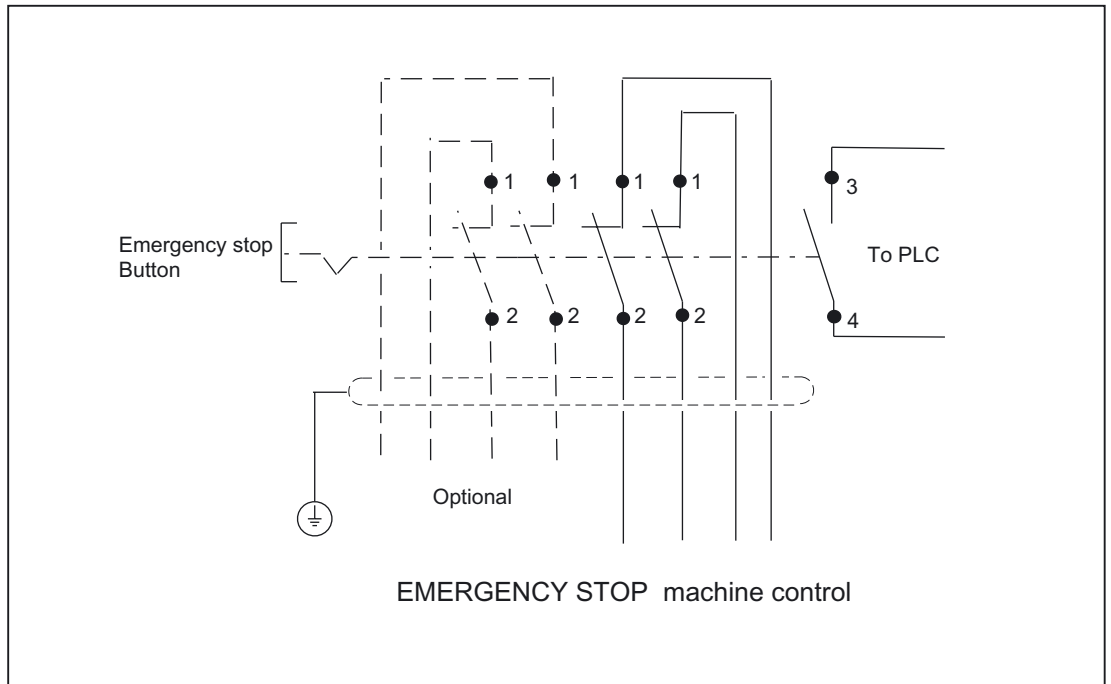 1 1 1 1
3
Emergency stop
Button
To PLC
2 2 2 2
4
Optional
EMERGENCY STOP machine control